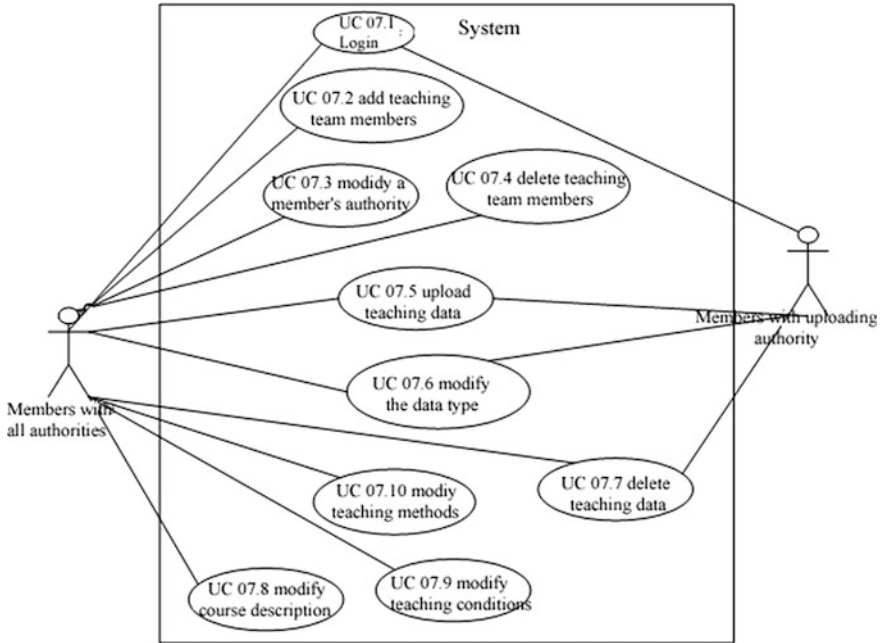 UC 07.1
Login
System
UC 07.2 add teaching
team members
UC 07.3 modidy a
member's authority
UC 07.4 delete teaching
team members
UC 07.5 upload
teaching data
Members with uploading
authority
UC 07.6 modify
the data type
Members with
all authorities
UC 07.7 delete
teaching data
UC 07.10 modiy
teaching methods
UC 07.8 modify
course description
UC 07.9 modify
teaching conditions